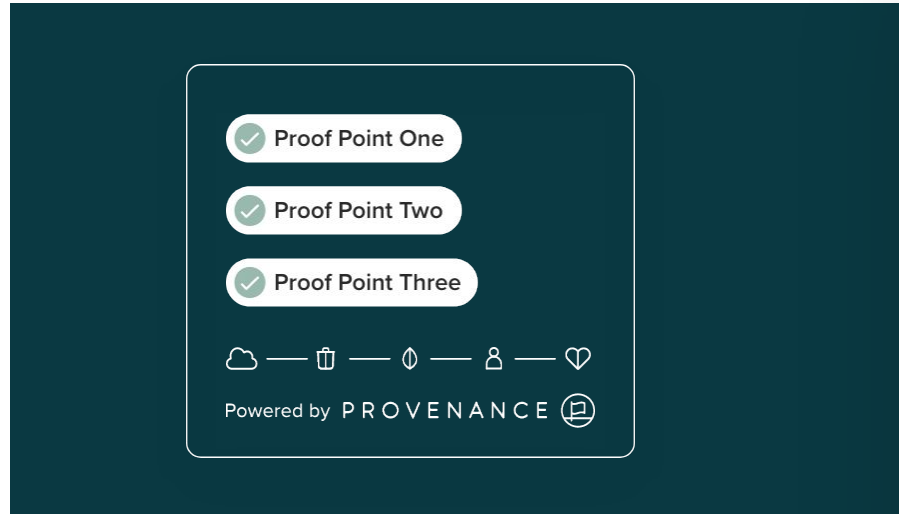 Proof Point One
Proof Point Two
Proof Point Three
Powered by PROVENANCE